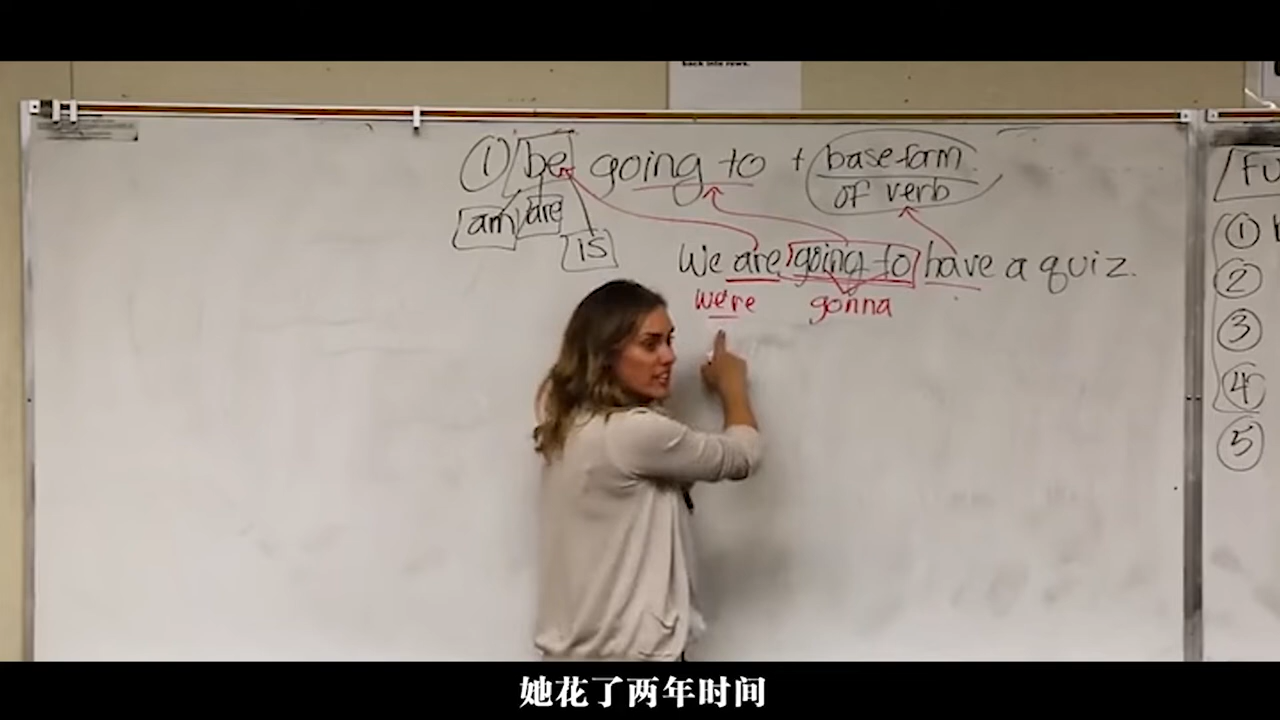 back into rows.
① be going to + base form
of verb
am are
is
We are going to have a quiz.
we're gonna
FU
①
②
③
④
⑤
她花了两年时间